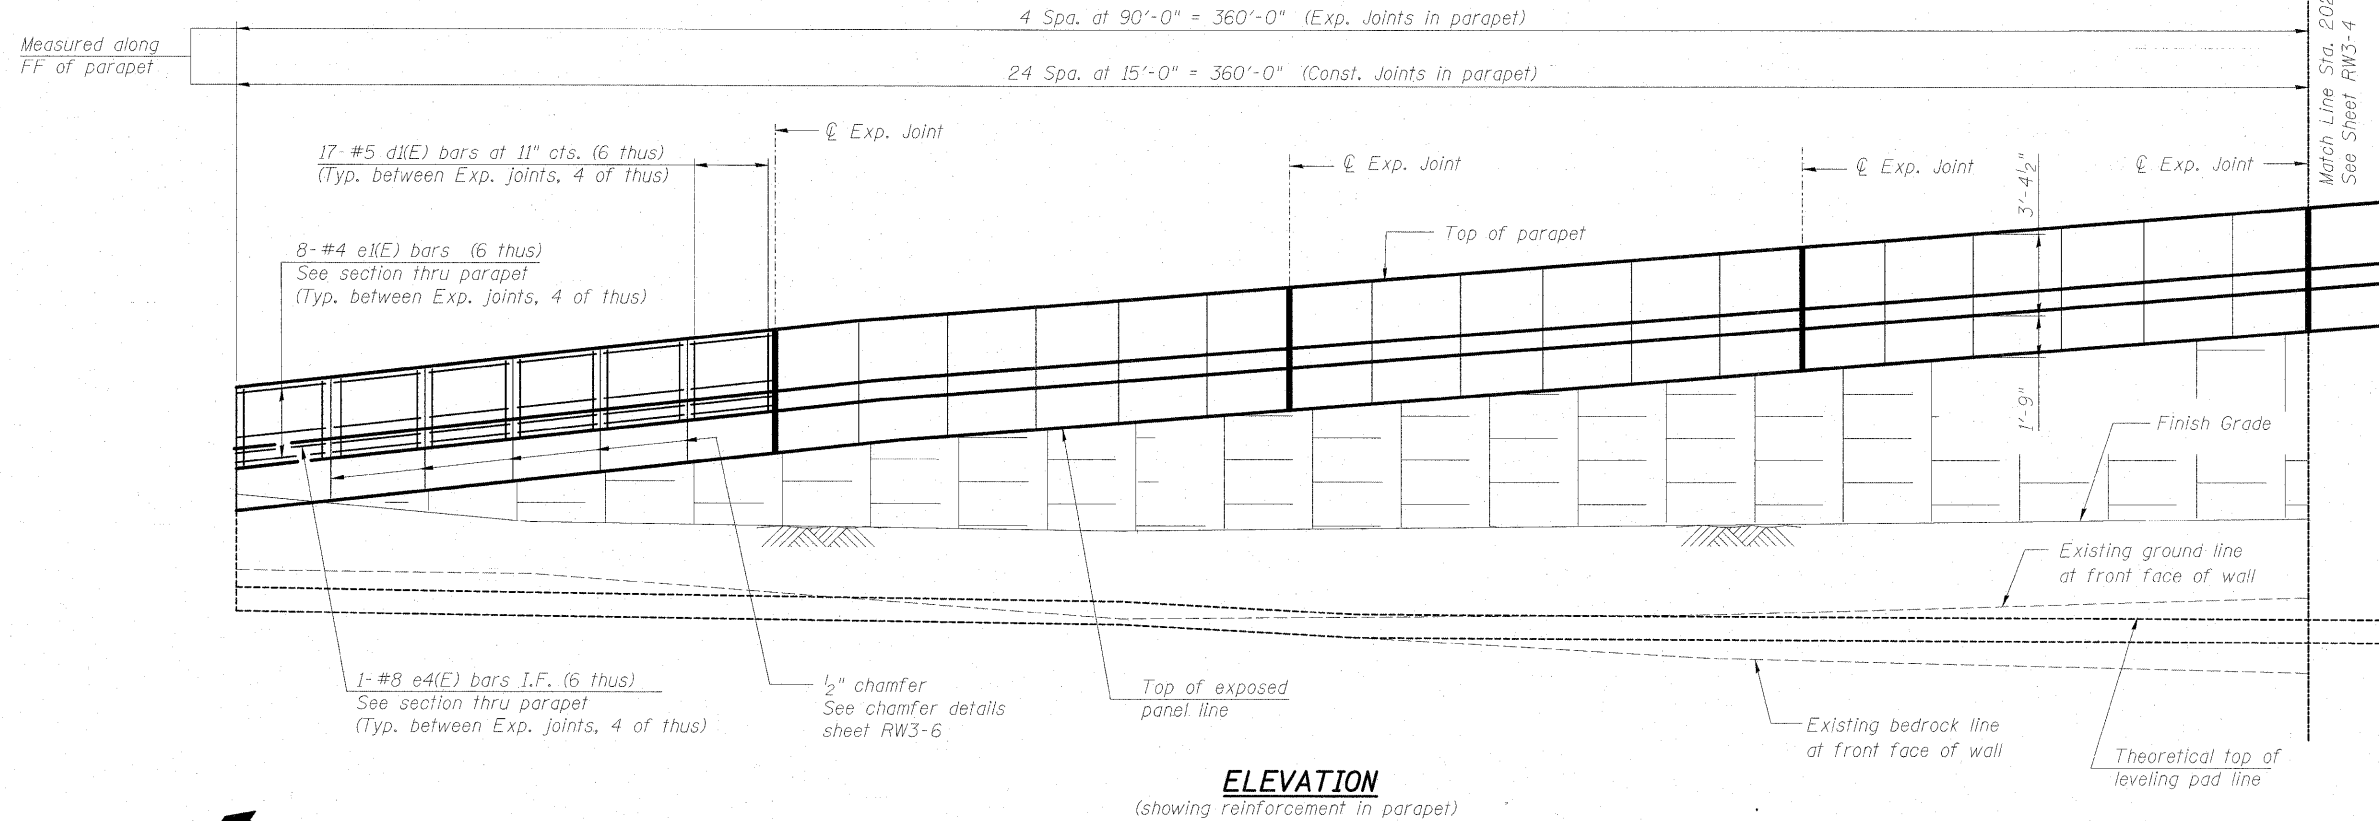 4 Spa. at 90'-0" = 360'-0" (Exp. Joints in parapet)
Measured along
FF of parapet
24 Spa. at 15'-0" = 360'-0" (Const. Joints in parapet)
Match Line Sta. 202
See Sheet RW3-4
℄ Exp. Joint
17-#5 d1(E) bars at 11" cts. (6 thus)
(Typ. between Exp. joints, 4 of thus)
℄ Exp. Joint
℄ Exp. Joint
℄ Exp. Joint
3'-4½"
8-#4 e1(E) bars (6 thus)
See section thru parapet
(Typ. between Exp. joints, 4 of thus)
Top of parapet
1'-9"
Finish Grade
Existing ground line
at front face of wall
1-#8 e4(E) bars I.F. (6 thus)
See section thru parapet
(Typ. between Exp. joints, 4 of thus)
½" chamfer
See chamfer details
sheet RW3-6
Top of exposed
panel line
Existing bedrock line
at front face of wall
Theoretical top of
leveling pad line
ELEVATION
(showing reinforcement in parapet)